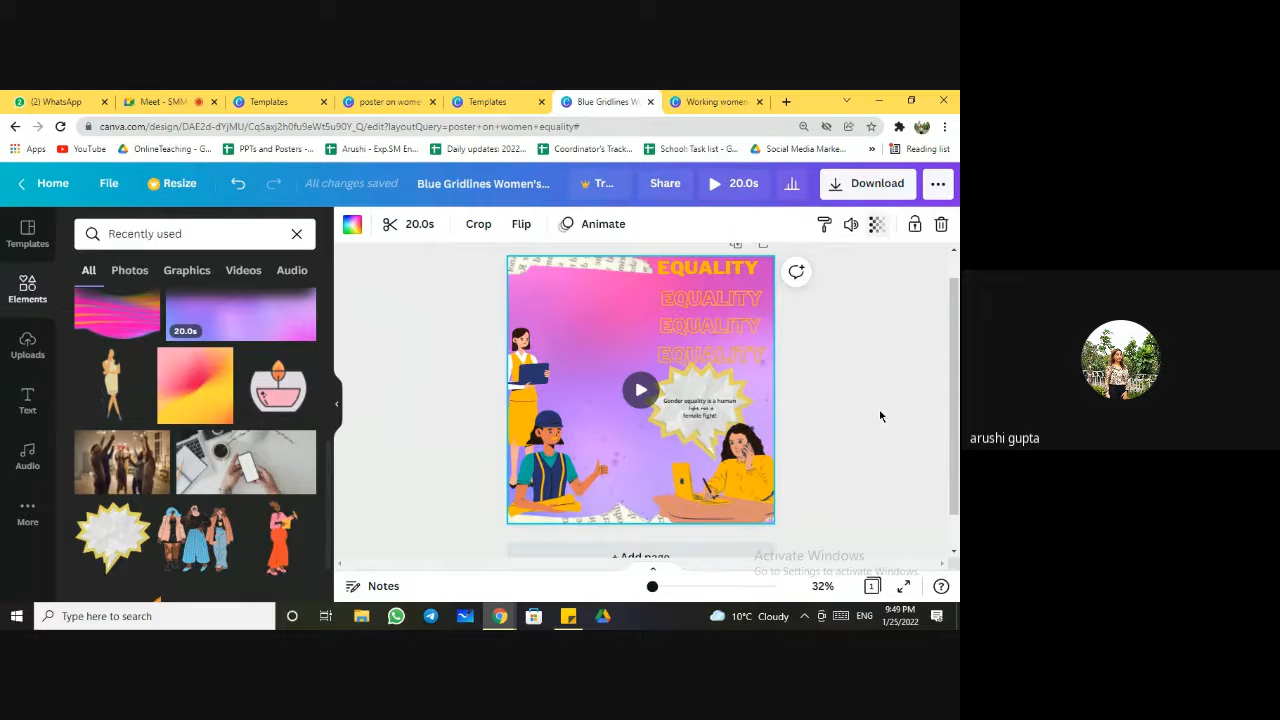 (2) WhatsApp
Meet - SMM
Templates
poster on wome
Templates
Blue Gridlines W
Working women
canva.com/design/DAE2d-dYjMU/CqSaxj2h0fu9eWt5u90Y_Q/edit?layoutQuery=poster+on+women+equality#
Apps
YouTube
OnlineTeaching - G...
PPTs and Posters -...
Arushi - Exp.SM En...
Daily updates: 2022...
Coordinator's Track...
School: Task list - G...
Social Media Marke...
»
Reading list
Home
File
Resize
All changes saved
Blue Gridlines Women's...
Tr...
Share
20.0s
Download
Templates
Elements
Uploads
Text
Audio
More
Recently used
All
Photos
Graphics
Videos
Audio
20.0s
20.0s
Crop
Flip
Animate
EQUALITY
EQUALITY
EQUALITY
EQUALITY
Gender equality is a human
fight not a
female fight!
+ Add page
Activate Windows
Go to Settings to activate Windows.
Notes
32%
1
Type here to search
10°C Cloudy
ENG
9:49 PM
1/25/2022
arushi gupta